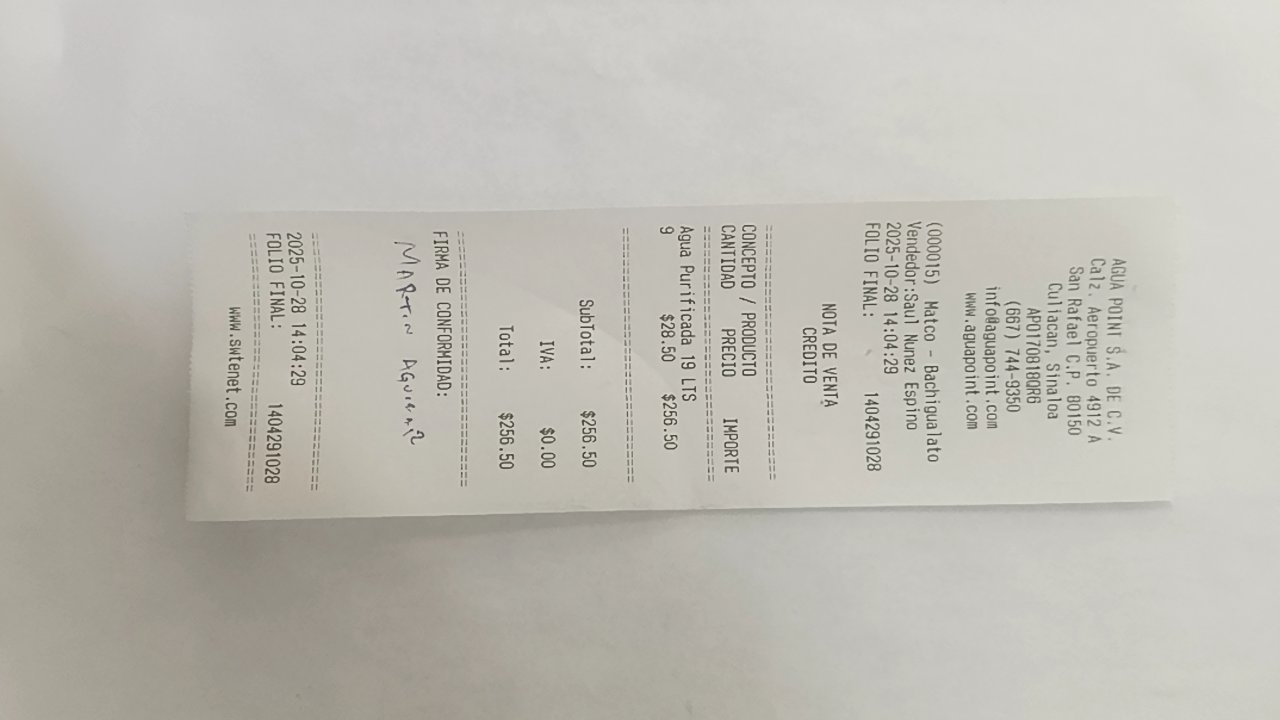 AGUA POINT S.A. DE C.V.
Calz. Aeropuerto 4912 A
San Rafael C.P. 80150
Culiacan, Sinaloa
APO170818QR6
(667) 744-9350
info@aguapoint.com
www.aguapoint.com
(000015) Matco - Bachigualato
Vendedor:Saul Nunez Espino
2025-10-28 14:04:29
FOLIO FINAL: 1404291028
NOTA DE VENTA
CREDITO
==============================
CONCEPTO / PRODUCTO
CANTIDAD PRECIO IMPORTE
==============================
Agua Purificada 19 LTS
9 $28.50 $256.50
==============================
SubTotal: $256.50
IVA: $0.00
Total: $256.50
==============================
FIRMA DE CONFORMIDAD:
MARTIN AGUIRRE
==============================
2025-10-28 14:04:29
FOLIO FINAL: 1404291028
==============================
www.swtenet.com